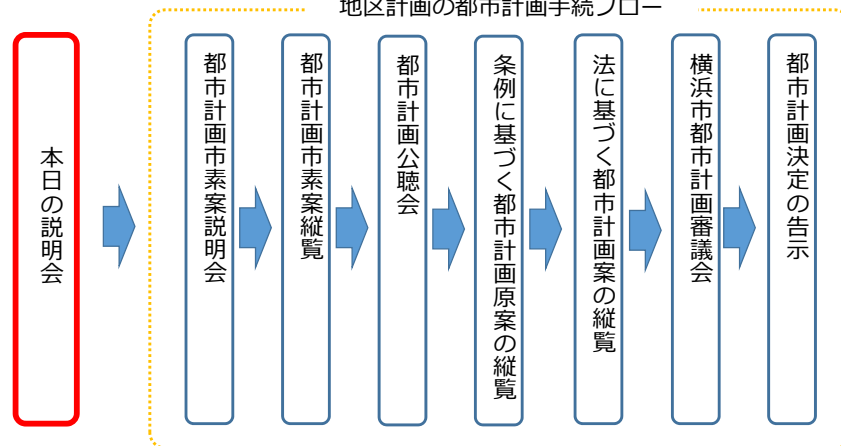 地区計画の都市計画手続フロー
本日の説明会
都市計画市素案説明会
都市計画市素案縦覧
都市計画公聴会
条例に基づく都市計画原案の縦覧
法に基づく都市計画案の縦覧
横浜市都市計画審議会
都市計画決定の告示